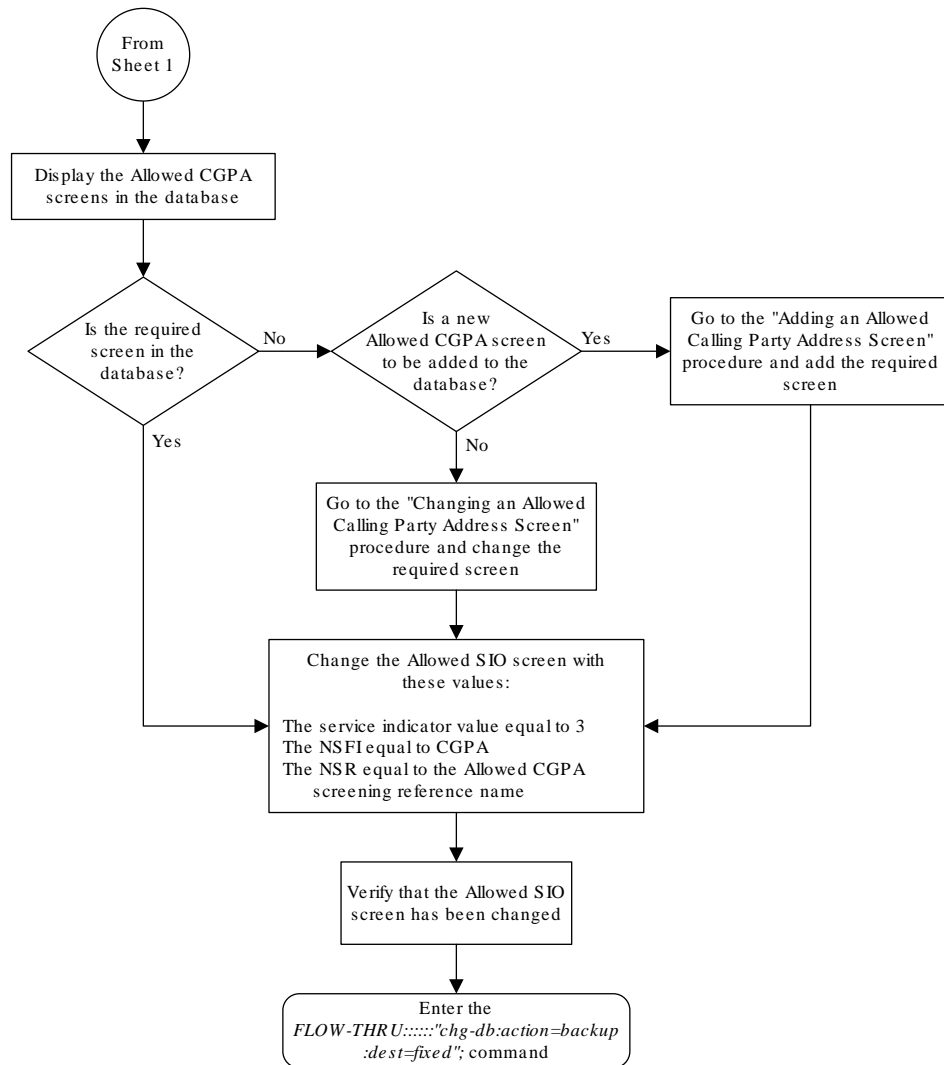 From
Sheet 1
Display the Allowed CGPA
screens in the database
Is the required
screen in the
database?
No
Yes
Is a new
Allowed CGPA screen
to be added to the
database?
Yes
No
Go to the "Adding an Allowed
Calling Party Address Screen"
procedure and add the required
screen
Go to the "Changing an Allowed
Calling Party Address Screen"
procedure and change the
required screen
Change the Allowed SIO screen with
these values:
The service indicator value equal to 3
The NSFI equal to CGPA
The NSR equal to the Allowed CGPA
screening reference name
Verify that the Allowed SIO
screen has been changed
Enter the
FLOW-THRU::::::"chg-db:action=backup
:dest=fixed"; command